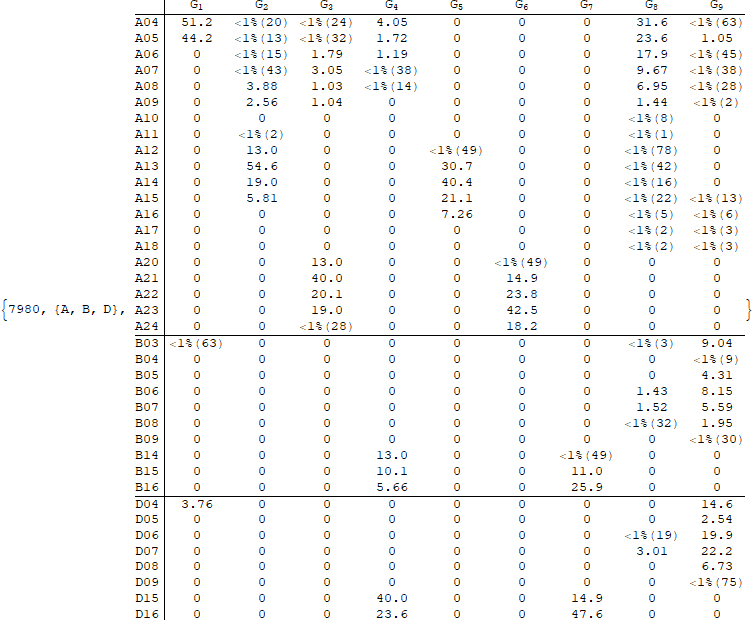 G1 G2 G3 G4 G5 G6 G7 G8 G9
A04 51.2 <1%(20) <1%(24) 4.05 0 0 0 31.6 <1%(63)
A05 44.2 <1%(13) <1%(32) 1.72 0 0 0 23.6 1.05
A06 0 <1%(15) 1.79 1.19 0 0 0 17.9 <1%(45)
A07 0 <1%(43) 3.05 <1%(38) 0 0 0 9.67 <1%(38)
A08 0 3.88 1.03 <1%(14) 0 0 0 6.95 <1%(28)
A09 0 2.56 1.04 0 0 0 0 1.44 <1%(2)
A10 0 0 0 0 0 0 0 <1%(8) 0
A11 0 <1%(2) 0 0 0 0 0 <1%(1) 0
A12 0 13.0 0 0 <1%(49) 0 0 <1%(78) 0
A13 0 54.6 0 0 30.7 0 0 <1%(42) 0
A14 0 19.0 0 0 40.4 0 0 <1%(16) 0
A15 0 5.81 0 0 21.1 0 0 <1%(22) <1%(13)
A16 0 0 0 0 7.26 0 0 <1%(5) <1%(6)
A17 0 0 0 0 0 0 0 <1%(2) <1%(3)
A18 0 0 0 0 0 0 0 <1%(2) <1%(3)
A20 0 0 13.0 0 0 <1%(49) 0 0 0
A21 0 0 40.0 0 0 14.9 0 0 0
A22 0 0 20.1 0 0 23.8 0 0 0
{7980, {A, B, D}, A23 0 0 19.0 0 0 42.5 0 0 0 }
A24 0 0 <1%(28) 0 0 18.2 0 0 0
B03 <1%(63) 0 0 0 0 0 0 <1%(3) 9.04
B04 0 0 0 0 0 0 0 0 <1%(9)
B05 0 0 0 0 0 0 0 0 4.31
B06 0 0 0 0 0 0 0 1.43 8.15
B07 0 0 0 0 0 0 0 1.52 5.59
B08 0 0 0 0 0 0 0 <1%(32) 1.95
B09 0 0 0 0 0 0 0 0 <1%(30)
B14 0 0 0 13.0 0 0 <1%(49) 0 0
B15 0 0 0 10.1 0 0 11.0 0 0
B16 0 0 0 5.66 0 0 25.9 0 0
D04 3.76 0 0 0 0 0 0 0 14.6
D05 0 0 0 0 0 0 0 0 2.54
D06 0 0 0 0 0 0 0 <1%(19) 19.9
D07 0 0 0 0 0 0 0 3.01 22.2
D08 0 0 0 0 0 0 0 0 6.73
D09 0 0 0 0 0 0 0 0 <1%(75)
D15 0 0 0 40.0 0 0 14.9 0 0
D16 0 0 0 23.6 0 0 47.6 0 0